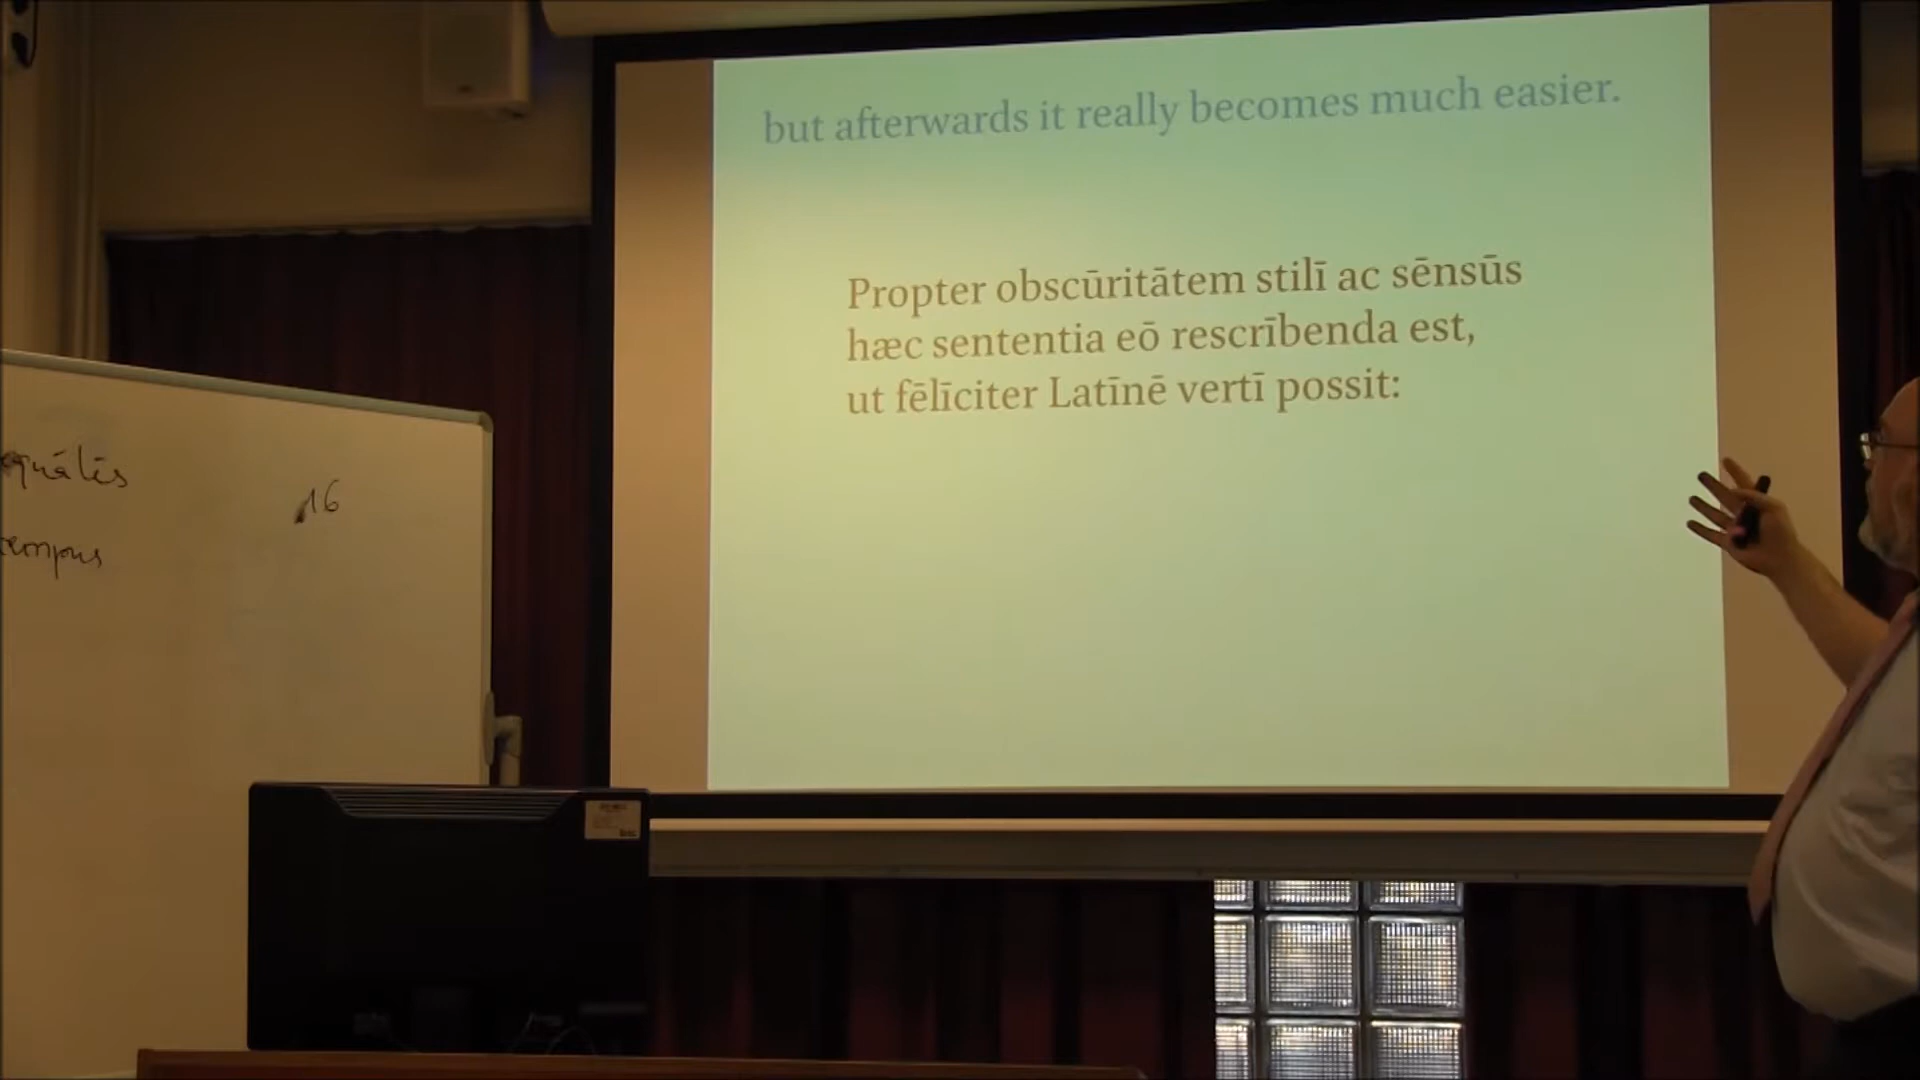 but afterwards it really becomes much easier.
Propter obscūritātem stilī ac sēnsūs
hæc sententia eō rescrībenda est,
ut fēlīciter Latīnē vertī possit:
16